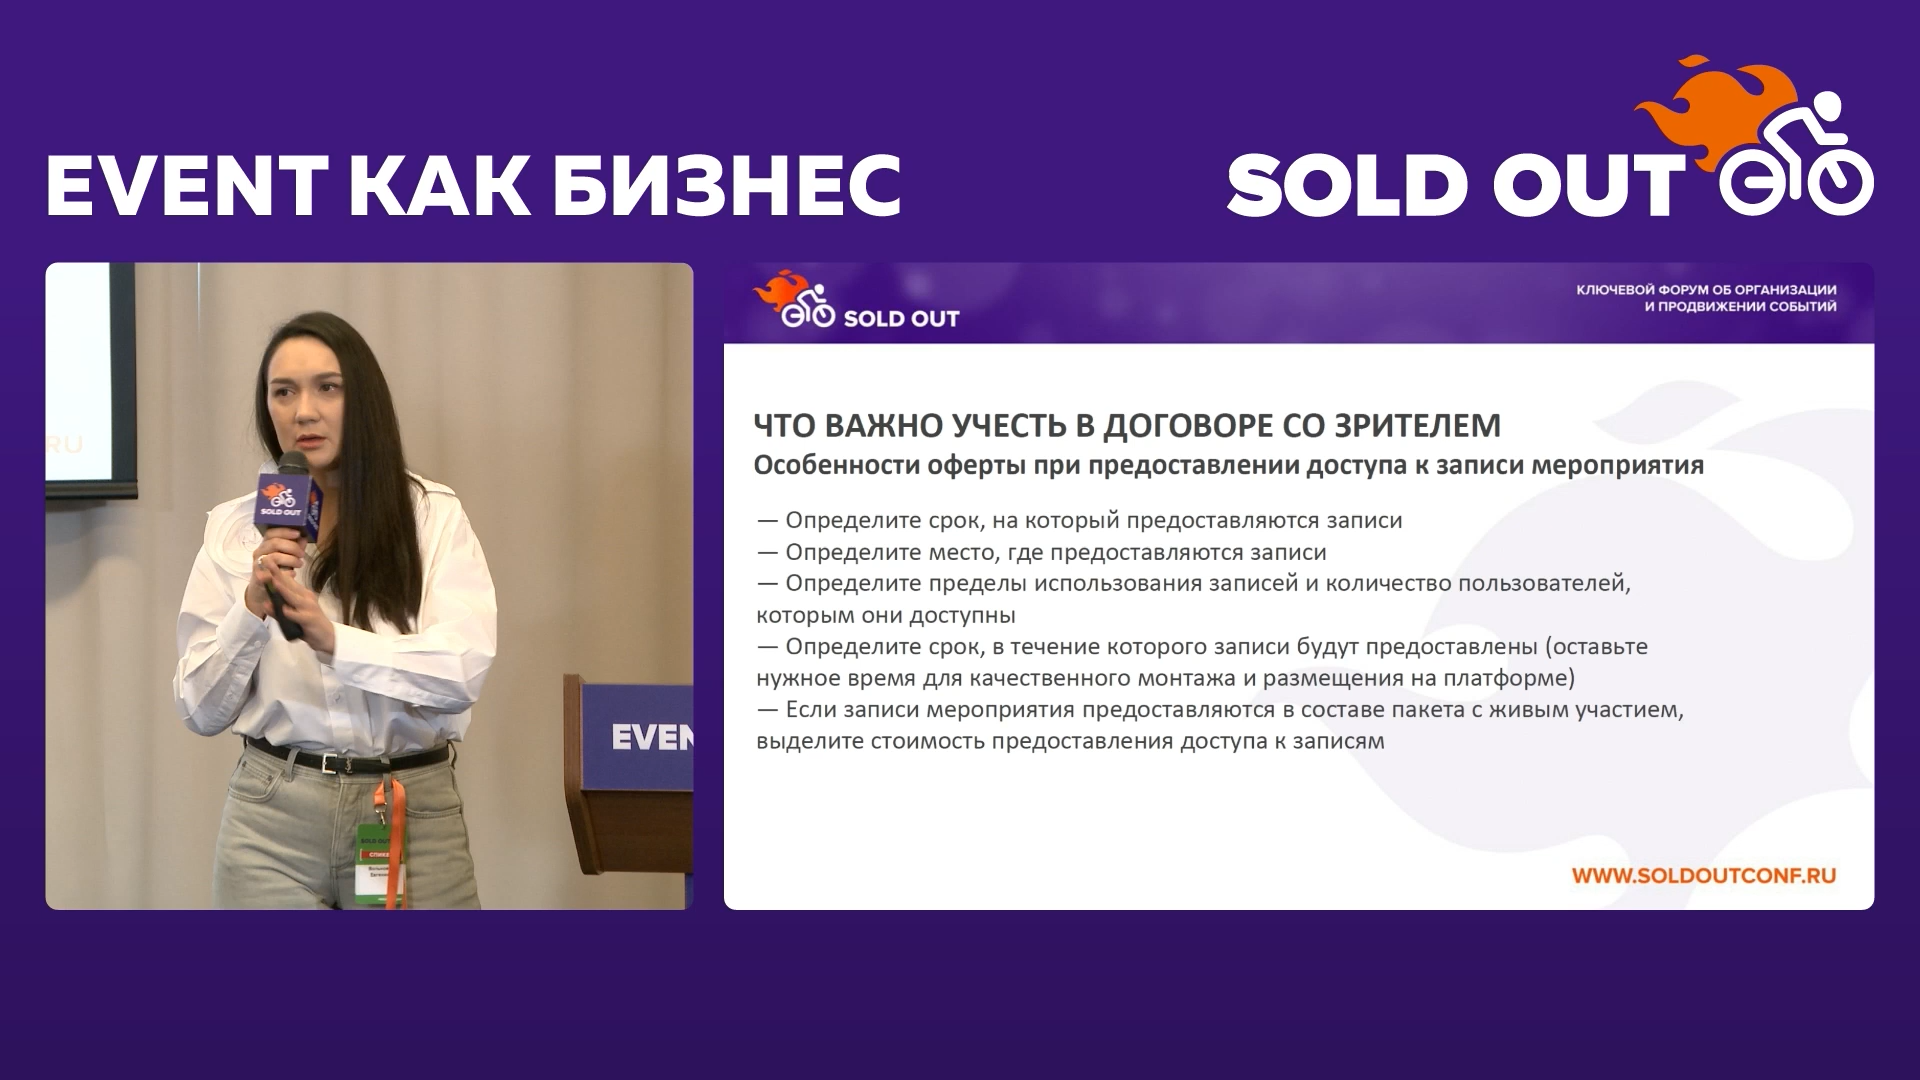 EVENT КАК БИЗНЕС
SOLD OUT
RU
SOLD OUT
EVEN
SOLD OUT
SOLD OUT
КЛЮЧЕВОЙ ФОРУМ ОБ ОРГАНИЗАЦИИ
И ПРОДВИЖЕНИИ СОБЫТИЙ
ЧТО ВАЖНО УЧЕСТЬ В ДОГОВОРЕ СО ЗРИТЕЛЕМ
Особенности оферты при предоставлении доступа к записи мероприятия
— Определите срок, на который предоставляются записи
— Определите место, где предоставляются записи
— Определите пределы использования записей и количество пользователей,
которым они доступны
— Определите срок, в течение которого записи будут предоставлены (оставьте
нужное время для качественного монтажа и размещения на платформе)
— Если записи мероприятия предоставляются в составе пакета с живым участием,
выделите стоимость предоставления доступа к записям
WWW.SOLDOUTCONF.RU